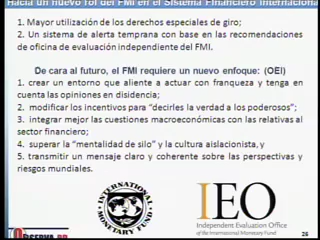 Hacia un nuevo rol del FMI en el Sistema Financiero Internacional
1. Mayor utilización de los derechos especiales de giro;
2. Un sistema de alerta temprana con base en las recomendaciones
de oficina de evaluación independiente del FMI.
De cara al futuro, el FMI requiere un nuevo enfoque: (OEI)
1. crear un entorno que aliente a actuar con franqueza y tenga en
cuenta las opiniones en disidencia;
2. modificar los incentivos para “decirles la verdad a los poderosos”;
3. integrar mejor las cuestiones macroeconómicas con las relativas al
sector financiero;
4. superar la “mentalidad de silo” y la cultura aislacionista, y
5. transmitir un mensaje claro y coherente sobre las perspectivas y
riesgos mundiales.
INTERNATIONAL MONETARY FUND
IEO
Independent Evaluation Office
of the International Monetary Fund
26